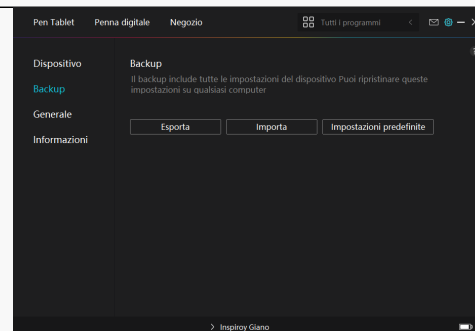 Pen Tablet Penna digitale Negozio Tutti i programmi
Dispositivo
Backup
Generale
Informazioni
Backup
Il backup include tutte le impostazioni del dispositivo Puoi ripristinare queste
impostazioni su qualsiasi computer
Esporta Importa Impostazioni predefinite
Inspiroy Giano